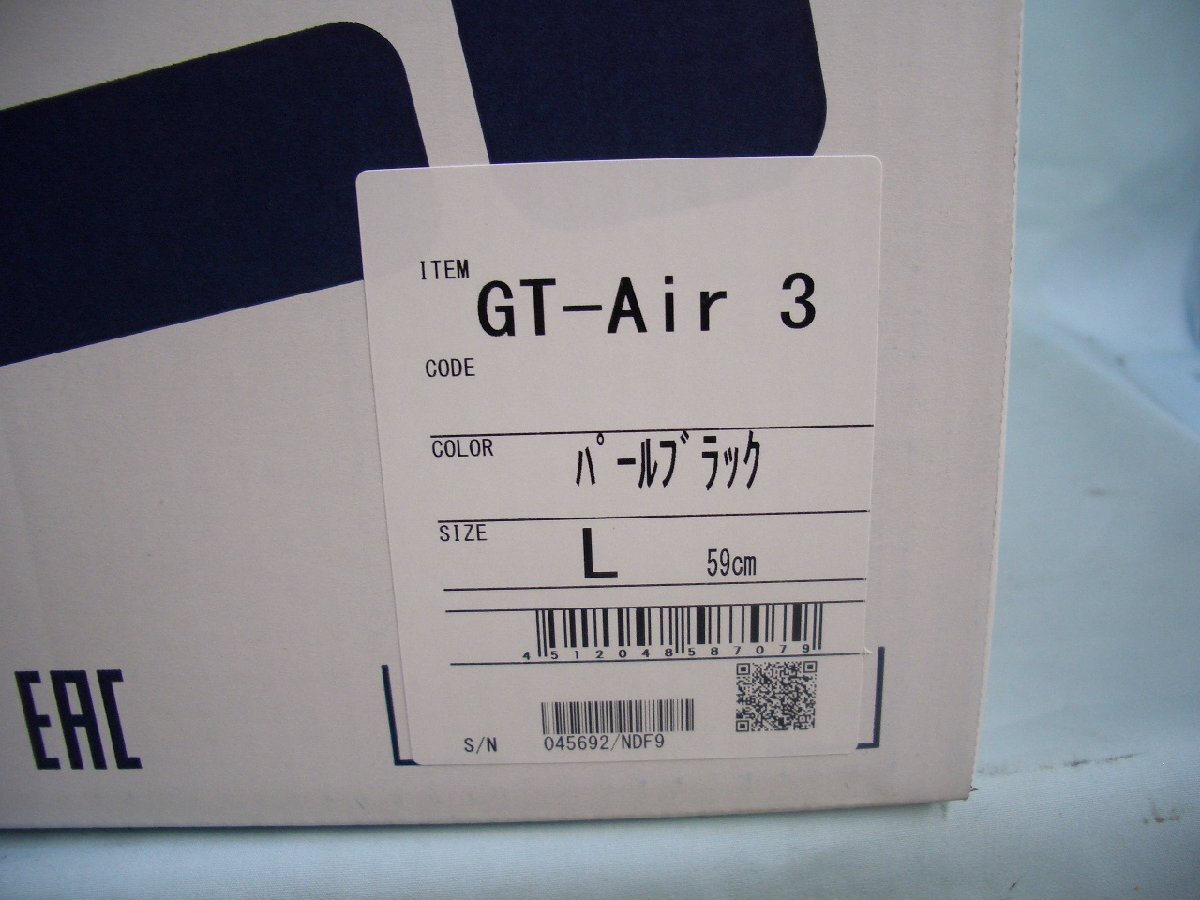 ITEM
GT-Air 3
CODE
COLOR ﾊﾟｰﾙﾌﾞﾗｯｸ
SIZE L 59cm
4512048587079
S/N 045692/NDF9
EAC